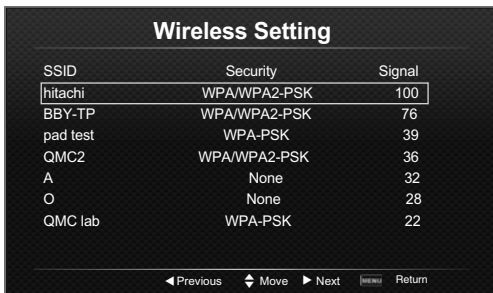 Wireless Setting
SSID Security Signal
hitachi WPA/WPA2-PSK 100
BBY-TP WPA/WPA2-PSK 76
pad test WPA-PSK 39
QMC2 WPA/WPA2-PSK 36
A None 32
O None 28
QMC lab WPA-PSK 22
Previous Move Next MENU Return